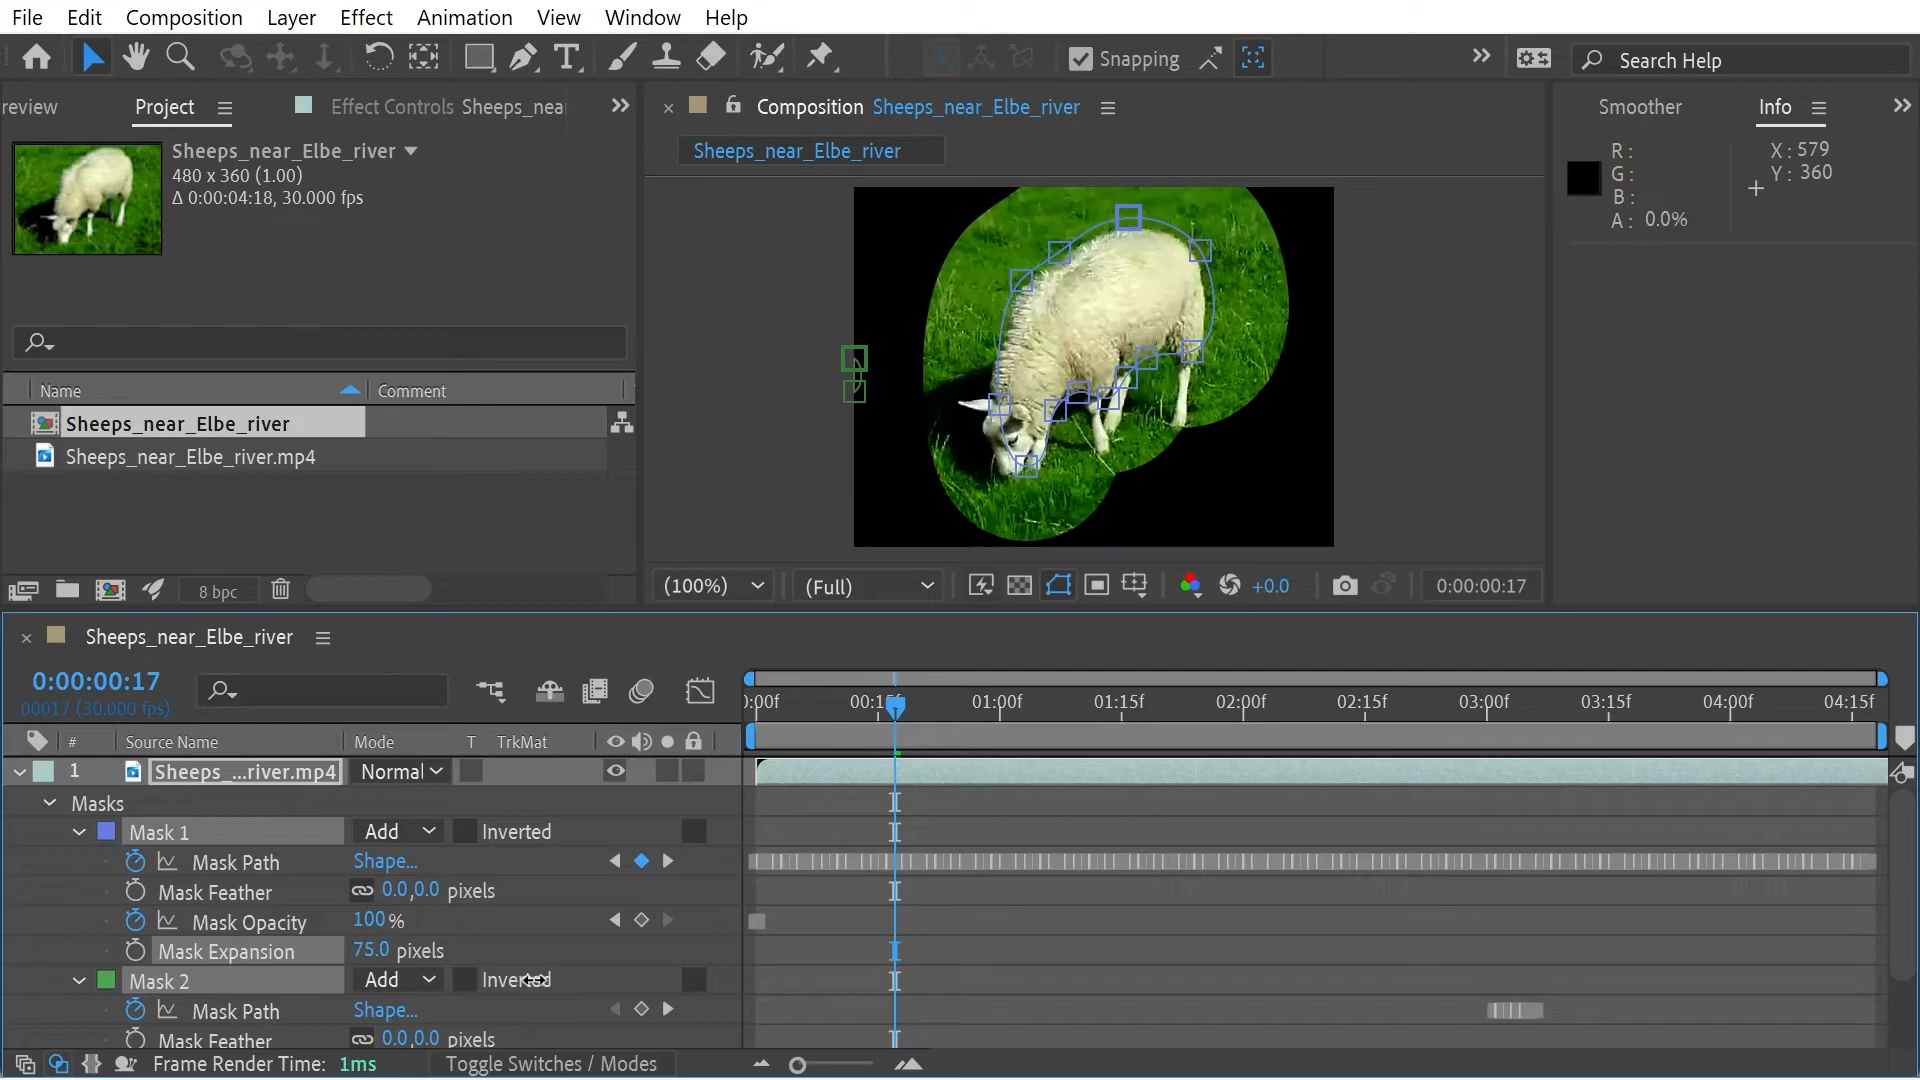 File Edit Composition Layer Effect Animation View Window Help
Snapping
Search Help
review Project Effect Controls Sheeps_near
Composition Sheeps_near_Elbe_river
Smoother Info
Sheeps_near_Elbe_river
480 x 360 (1.00)
Δ 0:00:04:18, 30.000 fps
Sheeps_near_Elbe_river
R :
G :
B :
A : 0.0%
X : 579
Y : 360
Name Comment
Sheeps_near_Elbe_river
Sheeps_near_Elbe_river.mp4
8 bpc
(100%) (Full) +0.0 0:00:00:17
Sheeps_near_Elbe_river
0:00:00:17
00017 (30.000 fps)
):00f 00:15f 01:00f 01:15f 02:00f 02:15f 03:00f 03:15f 04:00f 04:15f
# Source Name Mode T TrkMat
1 Sheeps_...river.mp4 Normal
Masks
Mask 1 Add Inverted
Mask Path Shape...
Mask Feather 0.0,0.0 pixels
Mask Opacity 100 %
Mask Expansion 75.0 pixels
Mask 2 Add Inverted
Mask Path Shape...
Mask Feather 0.0,0.0 pixels
Frame Render Time: 1ms Toggle Switches / Modes